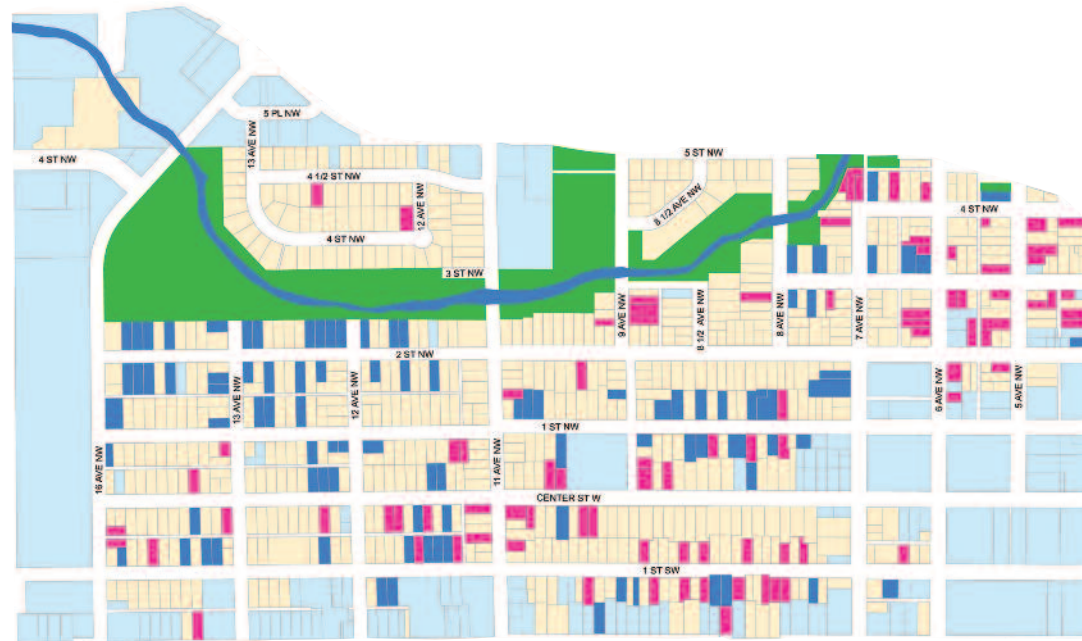 5 PL NW
13 AVE NW
4 ST NW
5 ST NW
4 1/2 ST NW
12 AVE NW
8 1/2 AVE NW
4 ST NW
4 ST NW
3 ST NW
9 AVE NW
8 1/2 AVE NW
8 AVE NW
7 AVE NW
2 ST NW
13 AVE NW
12 AVE NW
6 AVE NW
5 AVE NW
1 ST NW
16 AVE NW
11 AVE NW
CENTER ST W
1 ST SW